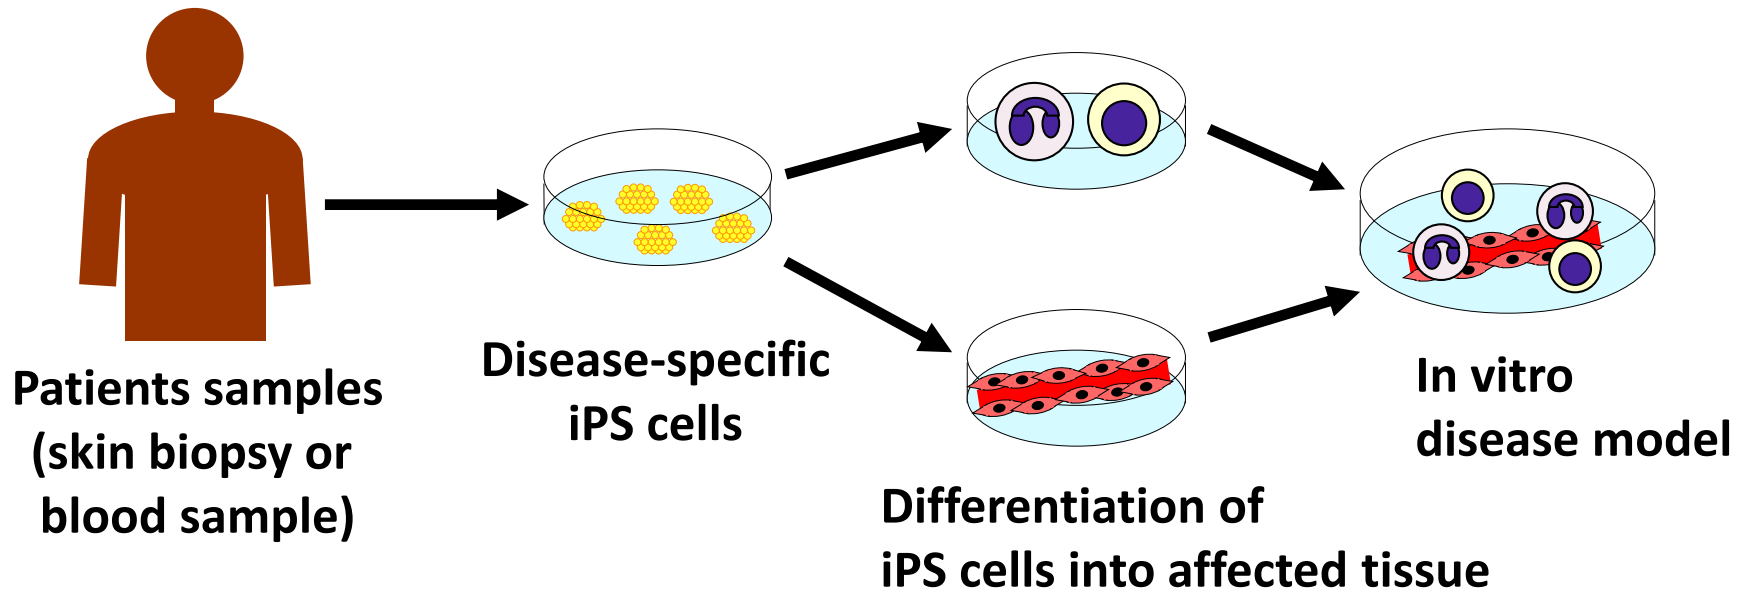 Patients samples
(skin biopsy or
blood sample)
Disease-specific
iPS cells
Differentiation of
iPS cells into affected tissue
In vitro
disease model